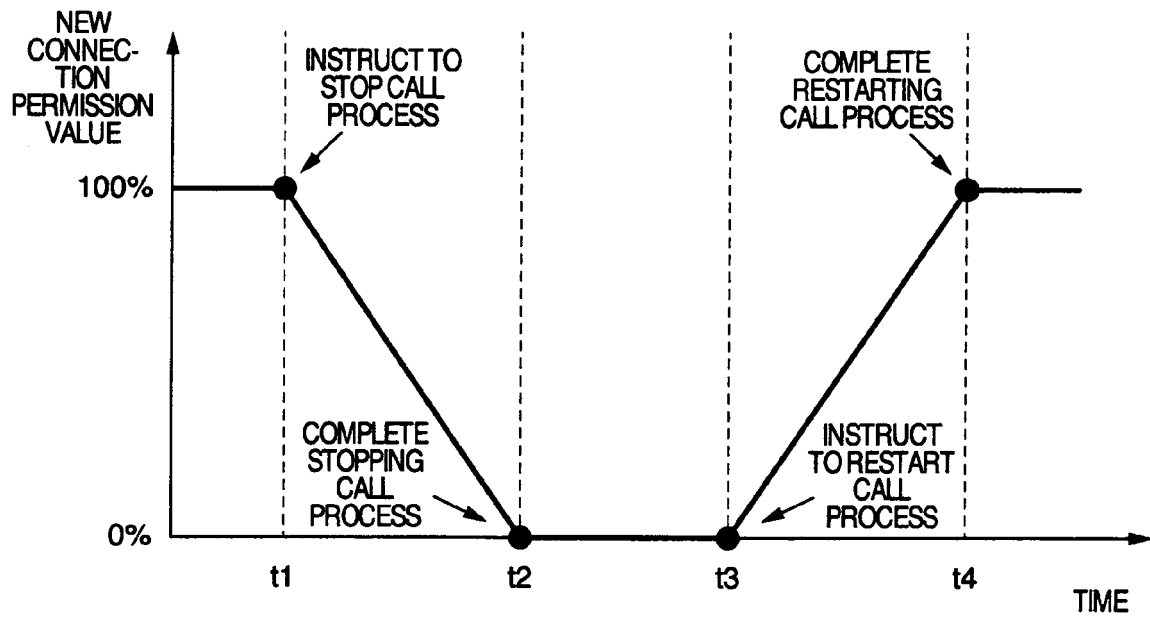 NEW
CONNEC-
TION
PERMISSION
VALUE
INSTRUCT TO
STOP CALL
PROCESS
COMPLETE
RESTARTING
CALL PROCESS
100%
COMPLETE
STOPPING
CALL
PROCESS
INSTRUCT
TO RESTART
CALL
PROCESS
0%
t1
t2
t3
t4
TIME